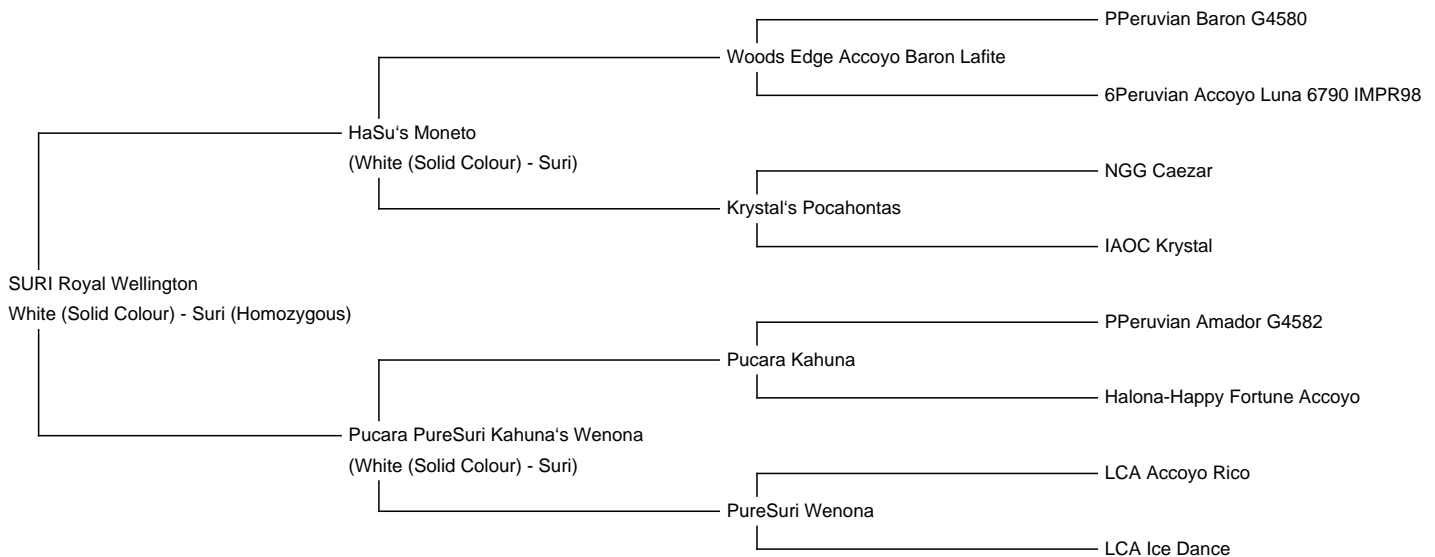 PPeruvian Baron G4580
Woods Edge Accoyo Baron Lafite
6Peruvian Accoyo Luna 6790 IMPR98
HaSu‘s Moneto
(White (Solid Colour) - Suri)
NGG Caezar
Krystal‘s Pocahontas
IAOC Krystal
SURI Royal Wellington
White (Solid Colour) - Suri (Homozygous)
PPeruvian Amador G4582
Pucara Kahuna
Halona-Happy Fortune Accoyo
Pucara PureSuri Kahuna‘s Wenona
(White (Solid Colour) - Suri)
LCA Accoyo Rico
PureSuri Wenona
LCA Ice Dance